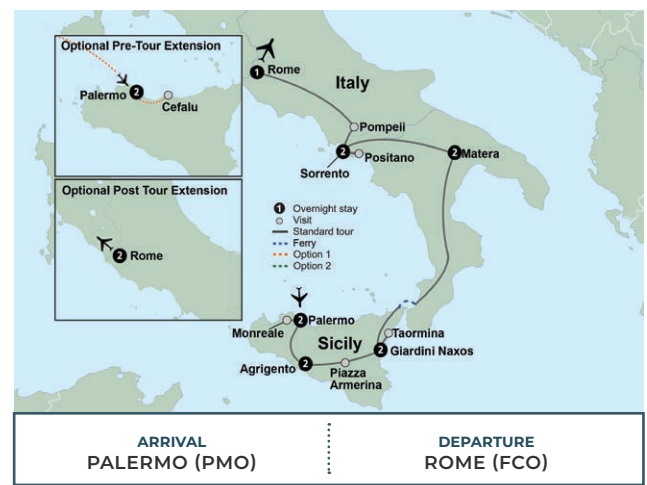 Optional Pre-Tour Extension
Palermo
2
Cefalu
Optional Post Tour Extension
2
Rome
1
Rome
Italy
Pompeii
2
Positano
Sorrento
2
Matera
1
Overnight stay
Visit
Standard tour
Ferry
Option 1
Option 2
2
Palermo
Monreale
Sicily
Taormina
2
Giardini Naxos
Agrigento
2
Piazza
Armerina
ARRIVAL
PALERMO (PMO)
DEPARTURE
ROME (FCO)